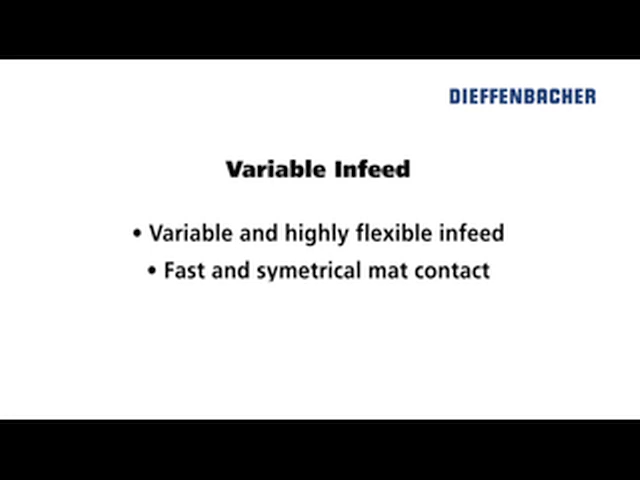 DIEFFENBACHER
Variable Infeed
• Variable and highly flexible infeed
• Fast and symetrical mat contact